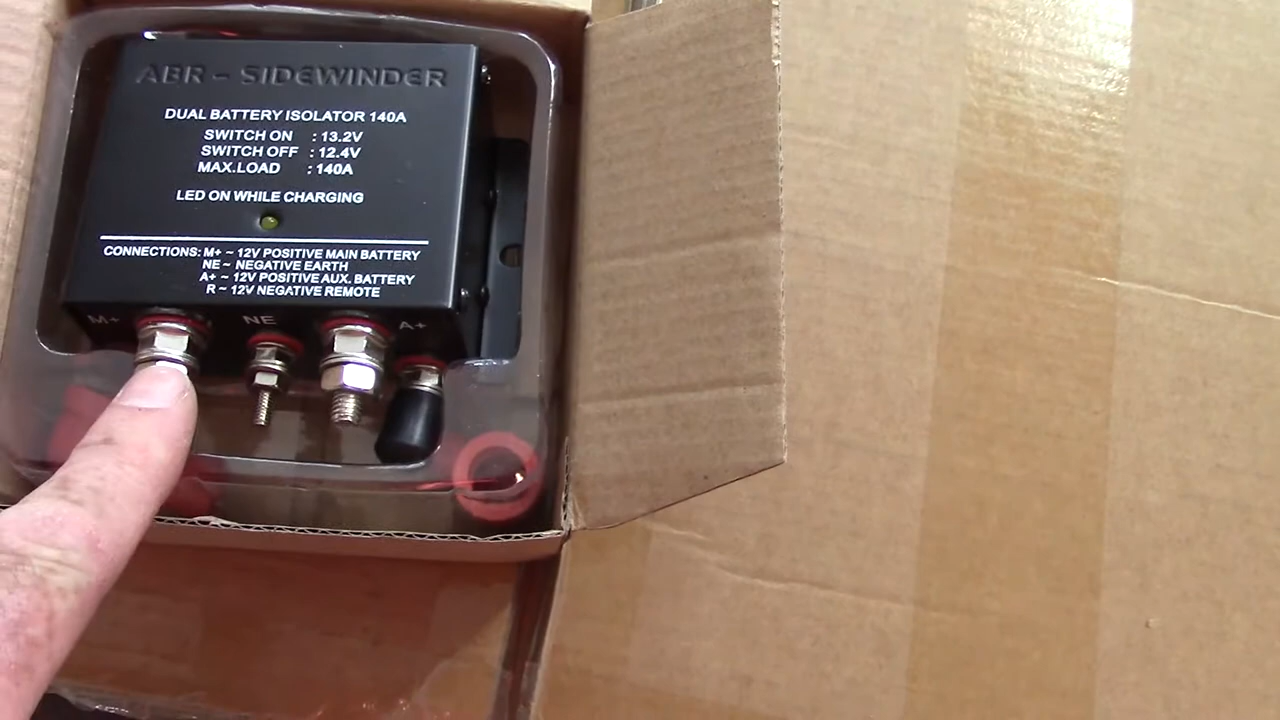 ABR - SIDEWINDER
DUAL BATTERY ISOLATOR 140A
SWITCH ON : 13.2V
SWITCH OFF : 12.4V
MAX.LOAD : 140A
LED ON WHILE CHARGING
CONNECTIONS: M+ ~ 12V POSITIVE MAIN BATTERY
NE ~ NEGATIVE EARTH
A+ ~ 12V POSITIVE AUX. BATTERY
R ~ 12V NEGATIVE REMOTE
M+ NE A+